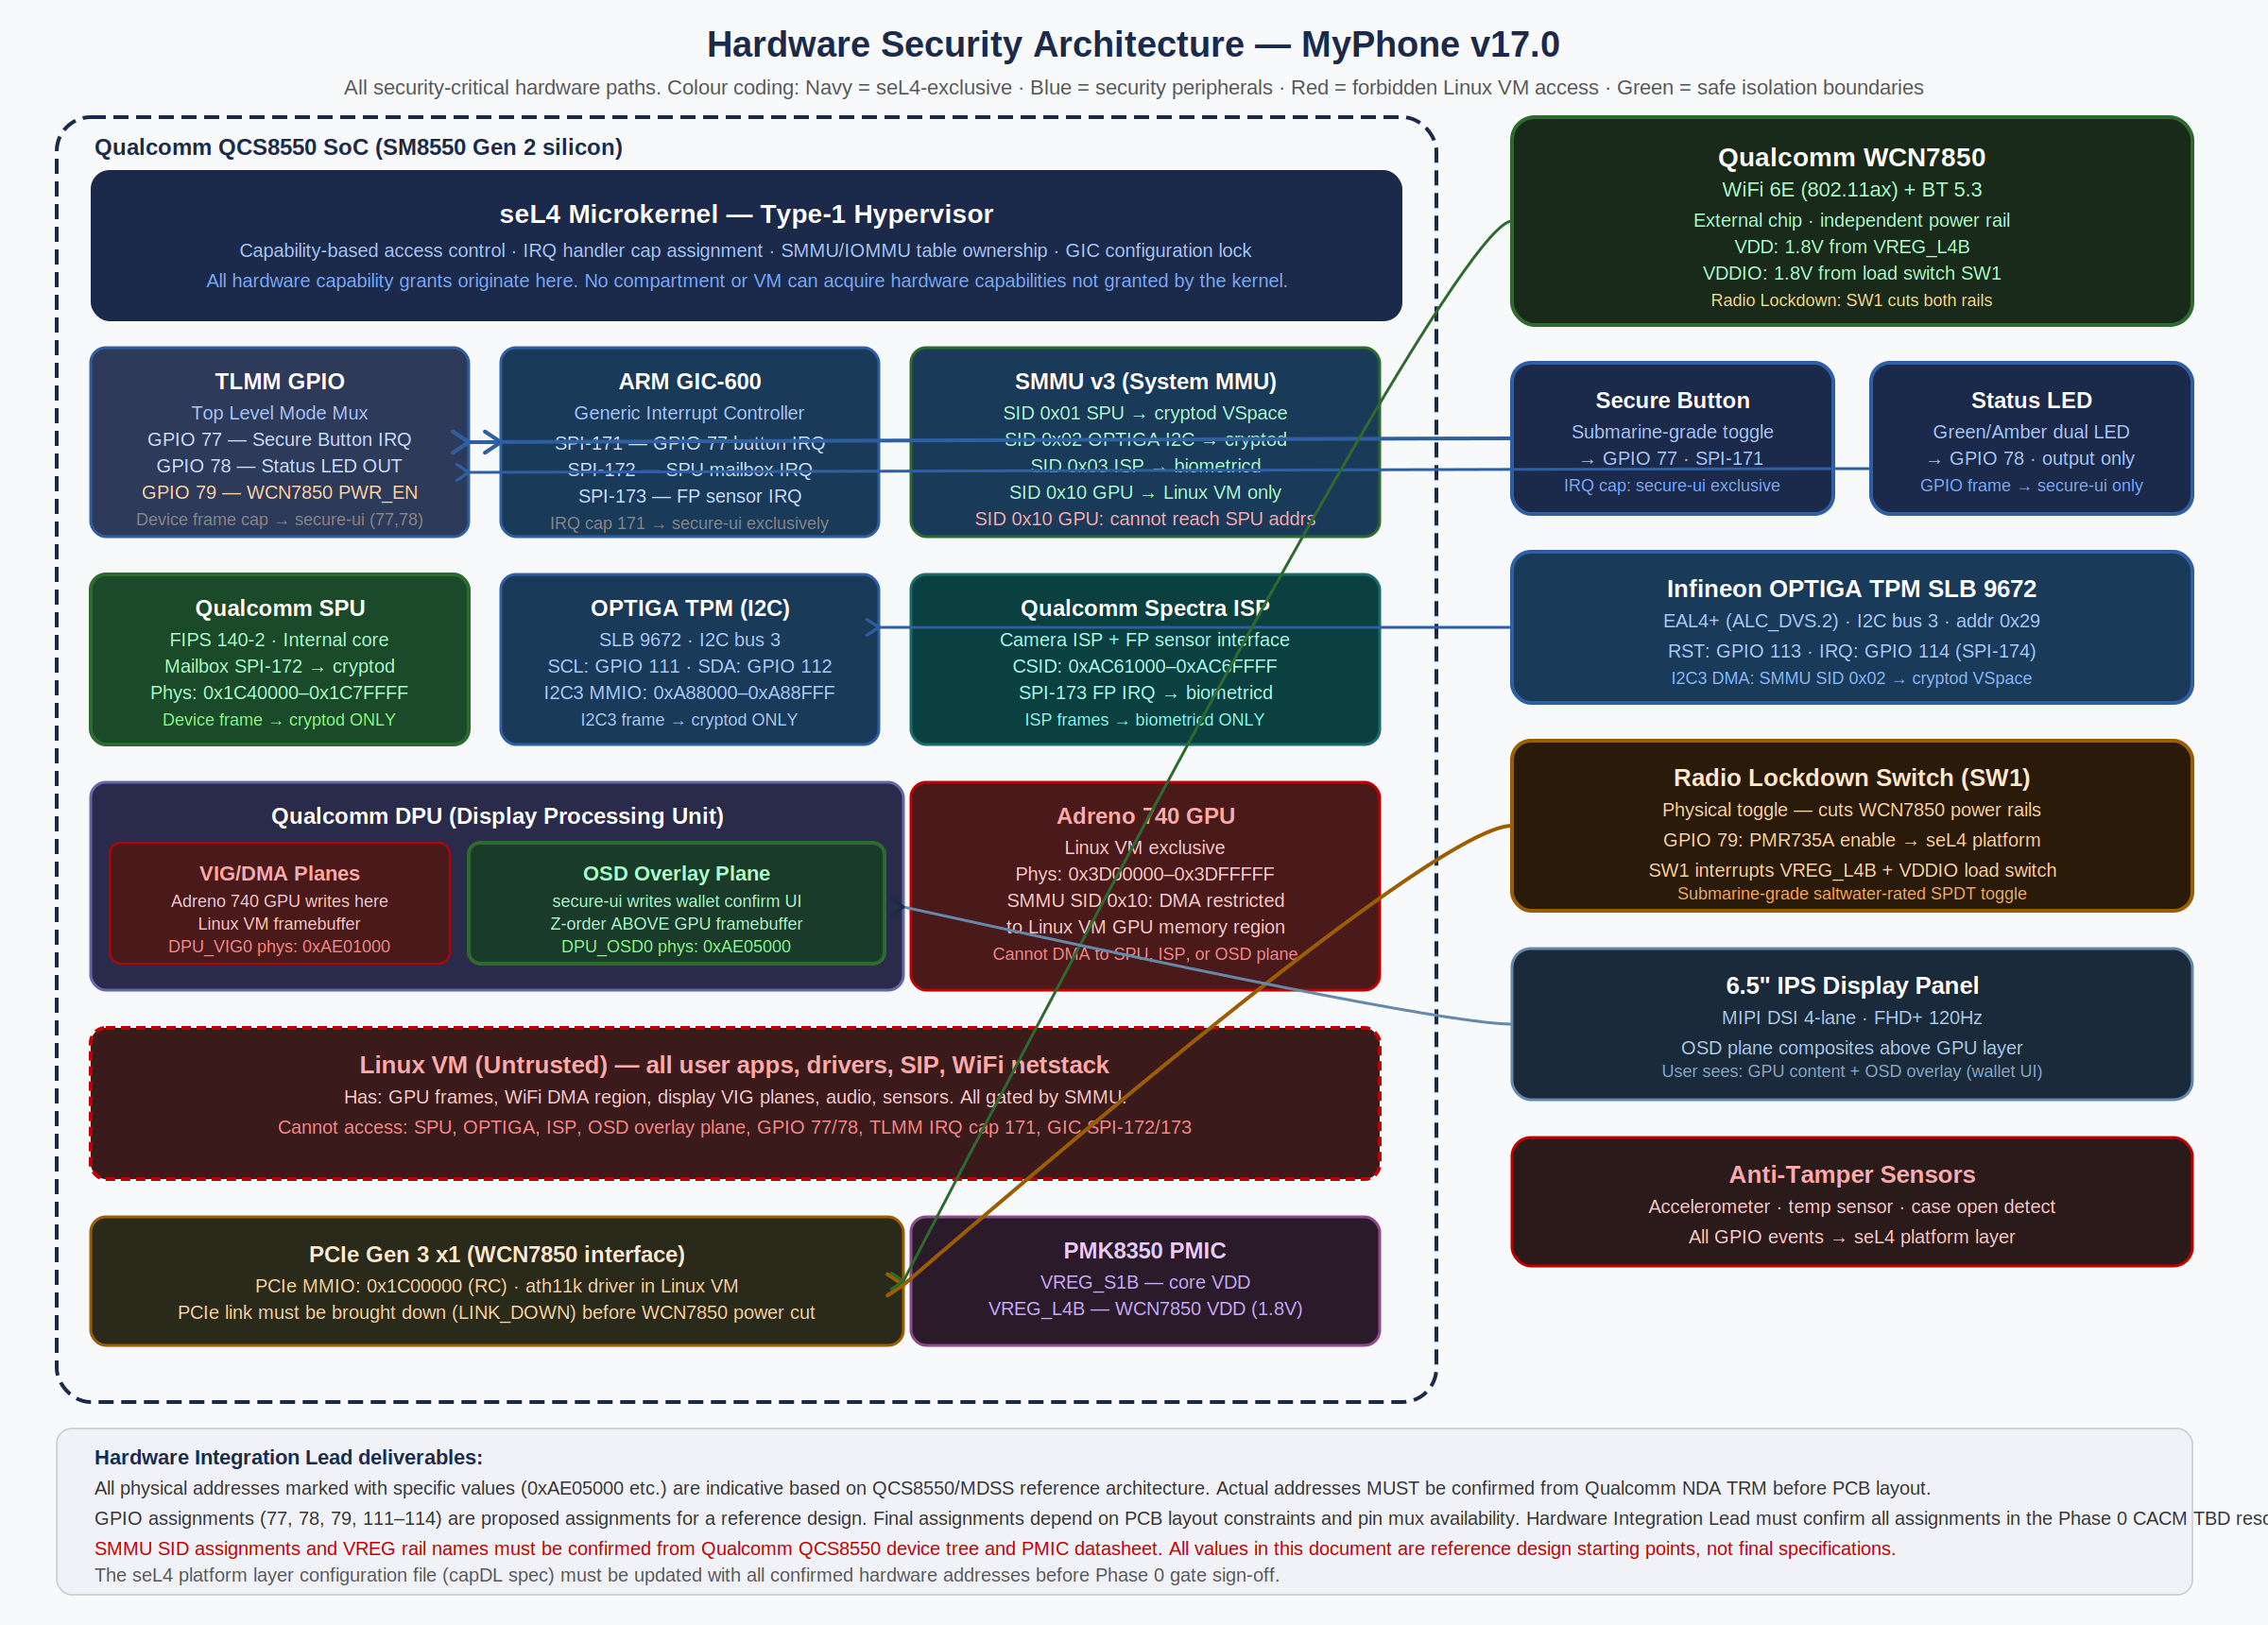 Hardware Security Architecture — MyPhone v17.0
All security-critical hardware paths. Colour coding: Navy = seL4-exclusive · Blue = security peripherals · Red = forbidden Linux VM access · Green = safe isolation boundaries
Qualcomm QCS8550 SoC (SM8550 Gen 2 silicon)
seL4 Microkernel — Type-1 Hypervisor
Capability-based access control · IRQ handler cap assignment · SMMU/IOMMU table ownership · GIC configuration lock
All hardware capability grants originate here. No compartment or VM can acquire hardware capabilities not granted by the kernel.
TLMM GPIO
Top Level Mode Mux
GPIO 77 — Secure Button IRQ
GPIO 78 — Status LED OUT
GPIO 79 — WCN7850 PWR_EN
Device frame cap → secure-ui (77,78)
ARM GIC-600
Generic Interrupt Controller
SPI-171 — GPIO 77 button IRQ
SPI-172 — SPU mailbox IRQ
SPI-173 — FP sensor IRQ
IRQ cap 171 → secure-ui exclusively
SMMU v3 (System MMU)
SID 0x01 SPU → cryptod VSpace
SID 0x02 OPTIGA I2C → cryptod
SID 0x03 ISP → biometricd
SID 0x10 GPU → Linux VM only
SID 0x10 GPU: cannot reach SPU addrs
Qualcomm SPU
FIPS 140-2 · Internal core
Mailbox SPI-172 → cryptod
Phys: 0x1C40000–0x1C7FFFF
Device frame → cryptod ONLY
OPTIGA TPM (I2C)
SLB 9672 · I2C bus 3
SCL: GPIO 111 · SDA: GPIO 112
I2C3 MMIO: 0xA88000–0xA88FFF
I2C3 frame → cryptod ONLY
Qualcomm Spectra ISP
Camera ISP + FP sensor interface
CSID: 0xAC61000–0xAC6FFFF
SPI-173 FP IRQ → biometricd
ISP frames → biometricd ONLY
Qualcomm DPU (Display Processing Unit)
VIG/DMA Planes
Adreno 740 GPU writes here
Linux VM framebuffer
DPU_VIG0 phys: 0xAE01000
OSD Overlay Plane
secure-ui writes wallet confirm UI
Z-order ABOVE GPU framebuffer
DPU_OSD0 phys: 0xAE05000
Adreno 740 GPU
Linux VM exclusive
Phys: 0x3D00000–0x3DFFFFF
SMMU SID 0x10: DMA restricted
to Linux VM GPU memory region
Cannot DMA to SPU, ISP, or OSD plane
Linux VM (Untrusted) — all user apps, drivers, SIP, WiFi netstack
Has: GPU frames, WiFi DMA region, display VIG planes, audio, sensors. All gated by SMMU.
Cannot access: SPU, OPTIGA, ISP, OSD overlay plane, GPIO 77/78, TLMM IRQ cap 171, GIC SPI-172/173
PCIe Gen 3 x1 (WCN7850 interface)
PCIe MMIO: 0x1C00000 (RC) · ath11k driver in Linux VM
PCIe link must be brought down (LINK_DOWN) before WCN7850 power cut
PMK8350 PMIC
VREG_S1B — core VDD
VREG_L4B — WCN7850 VDD (1.8V)
Qualcomm WCN7850
WiFi 6E (802.11ax) + BT 5.3
External chip · independent power rail
VDD: 1.8V from VREG_L4B
VDDIO: 1.8V from load switch SW1
Radio Lockdown: SW1 cuts both rails
Secure Button
Submarine-grade toggle
→ GPIO 77 · SPI-171
IRQ cap: secure-ui exclusive
Status LED
Green/Amber dual LED
→ GPIO 78 · output only
GPIO frame → secure-ui only
Infineon OPTIGA TPM SLB 9672
EAL4+ (ALC_DVS.2) · I2C bus 3 · addr 0x29
RST: GPIO 113 · IRQ: GPIO 114 (SPI-174)
I2C3 DMA: SMMU SID 0x02 → cryptod VSpace
Radio Lockdown Switch (SW1)
Physical toggle — cuts WCN7850 power rails
GPIO 79: PMR735A enable → seL4 platform
SW1 interrupts VREG_L4B + VDDIO load switch
Submarine-grade saltwater-rated SPDT toggle
6.5" IPS Display Panel
MIPI DSI 4-lane · FHD+ 120Hz
OSD plane composites above GPU layer
User sees: GPU content + OSD overlay (wallet UI)
Anti-Tamper Sensors
Accelerometer · temp sensor · case open detect
All GPIO events → seL4 platform layer
Hardware Integration Lead deliverables:
All physical addresses marked with specific values (0xAE05000 etc.) are indicative based on QCS8550/MDSS reference architecture. Actual addresses MUST be confirmed from Qualcomm NDA TRM before PCB layout.
GPIO assignments (77, 78, 79, 111–114) are proposed assignments for a reference design. Final assignments depend on PCB layout constraints and pin mux availability. Hardware Integration Lead must confirm all assignments in the Phase 0 CACM TBD
SMMU SID assignments and VREG rail names must be confirmed from Qualcomm QCS8550 device tree and PMIC datasheet. All values in this document are reference design starting points, not final specifications.
The seL4 platform layer configuration file (capDL spec) must be updated with all confirmed hardware addresses before Phase 0 gate sign-off.